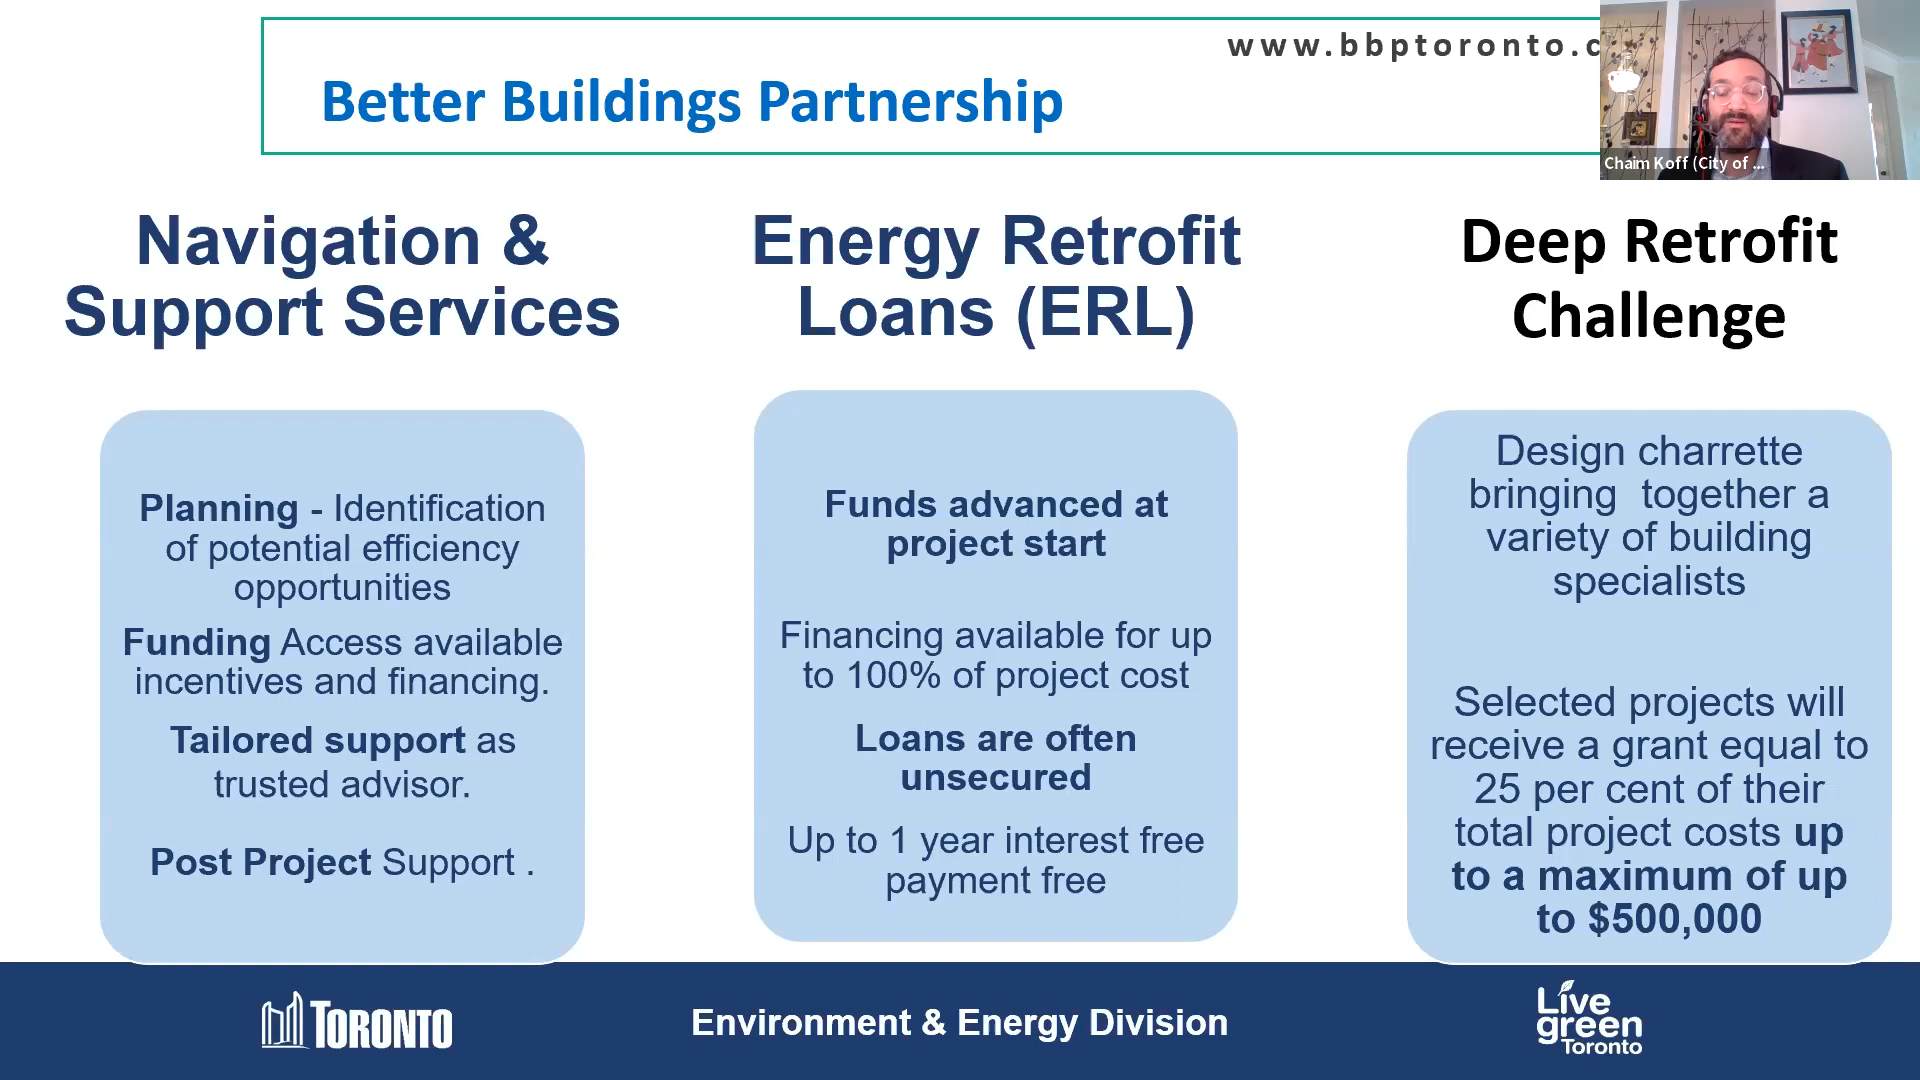 www.bbptoronto.c
Better Buildings Partnership
Chaim Koff (City of ...
Navigation &
Support Services
Planning - Identification
of potential efficiency
opportunities
Funding Access available
incentives and financing.
Tailored support as
trusted advisor.
Post Project Support .
Energy Retrofit
Loans (ERL)
Funds advanced at
project start
Financing available for up
to 100% of project cost
Loans are often
unsecured
Up to 1 year interest free
payment free
Deep Retrofit
Challenge
Design charrette
bringing  together a
variety of building
specialists
Selected projects will
receive a grant equal to
25 per cent of their
total project costs up
to a maximum of up
to $500,000
TORONTO
Environment & Energy Division
Live
green
Toronto